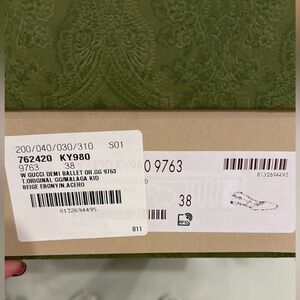 200/040/030/310 S01
762420 KY980
9763 38
W GUCCI DEMI BALLET OR.GG 9763
T.ORIGINAL GG/MALAGA KID
BEIGE EBONY/N.ACERO
8132694495
011
0 9763
8132694495
38